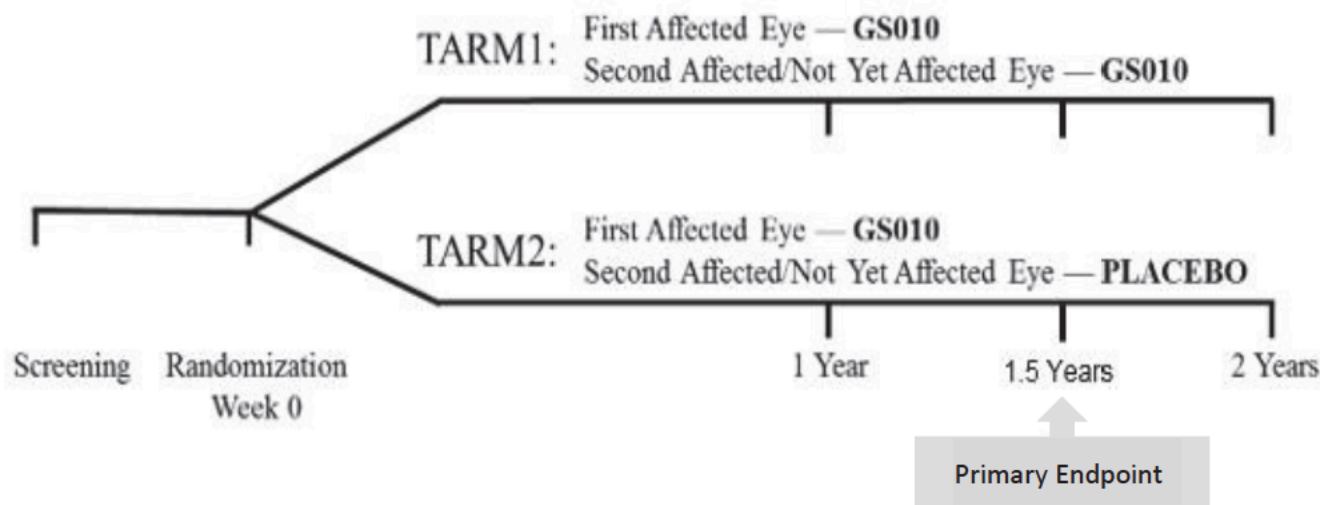 TARM1:
First Affected Eye — GS010
Second Affected/Not Yet Affected Eye — GS010
TARM2:
First Affected Eye — GS010
Second Affected/Not Yet Affected Eye — PLACEBO
Screening
Randomization
Week 0
1 Year
1.5 Years
2 Years
Primary Endpoint